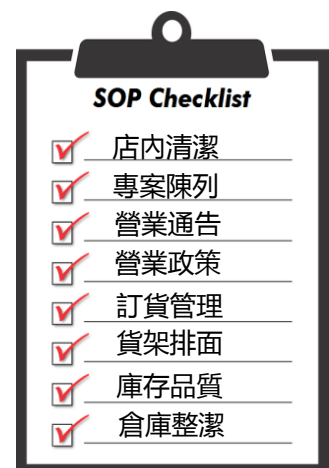 SOP Checklist
店內清潔
專案陳列
營業通告
營業政策
訂貨管理
貨架排面
庫存品質
倉庫整潔